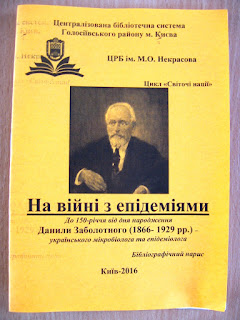 Централізована бібліотечна система
Голосіївського району м. Києва
ЦРБ ім. М.О. Некрасова
Цикл «Світочі нації»
На війні з епідеміями
До 150-річчя від дня народження
Данили Заболотного (1866- 1929 рр.) –
українського мікробіолога та епідеміолога
Бібліографічний нарис
Київ-2016